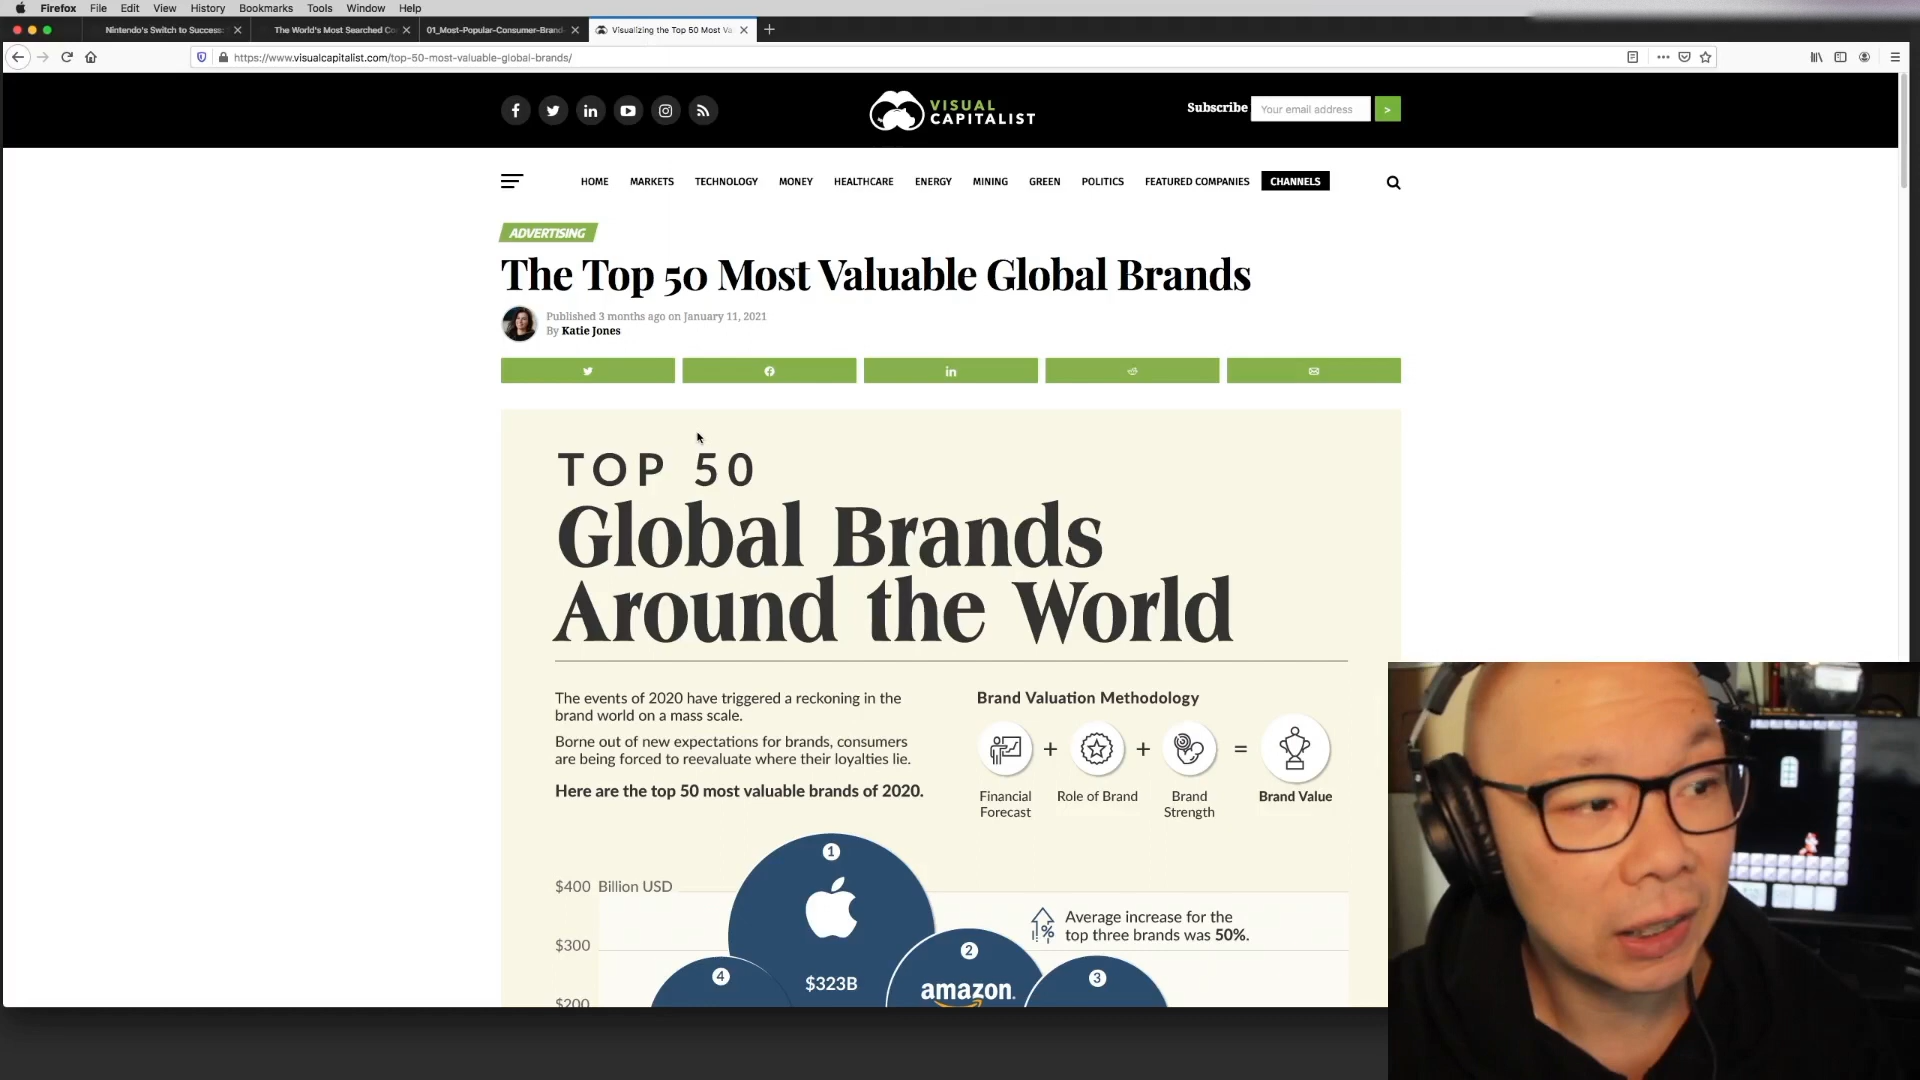 Firefox File Edit View History Bookmarks Tools Window Help
Nintendo's Switch to Success:
The World's Most Searched Co
01_Most-Popular-Consumer-Brand
Visualizing the Top 50 Most Va
https://www.visualcapitalist.com/top-50-most-valuable-global-brands/
VISUAL
CAPITALIST
Subscribe
Your email address
>
HOME MARKETS TECHNOLOGY MONEY HEALTHCARE ENERGY MINING GREEN POLITICS FEATURED COMPANIES CHANNELS
ADVERTISING
The Top 50 Most Valuable Global Brands
Published 3 months ago on January 11, 2021
By Katie Jones
TOP 50
Global Brands
Around the World
The events of 2020 have triggered a reckoning in the
brand world on a mass scale.
Borne out of new expectations for brands, consumers
are being forced to reevaluate where their loyalties lie.
Here are the top 50 most valuable brands of 2020.
Brand Valuation Methodology
+ + =
Financial
Forecast
Role of Brand
Brand
Strength
Brand Value
$400 Billion USD
$300
$200
1
$323B
2
amazon
3
4
Average increase for the
top three brands was 50%.